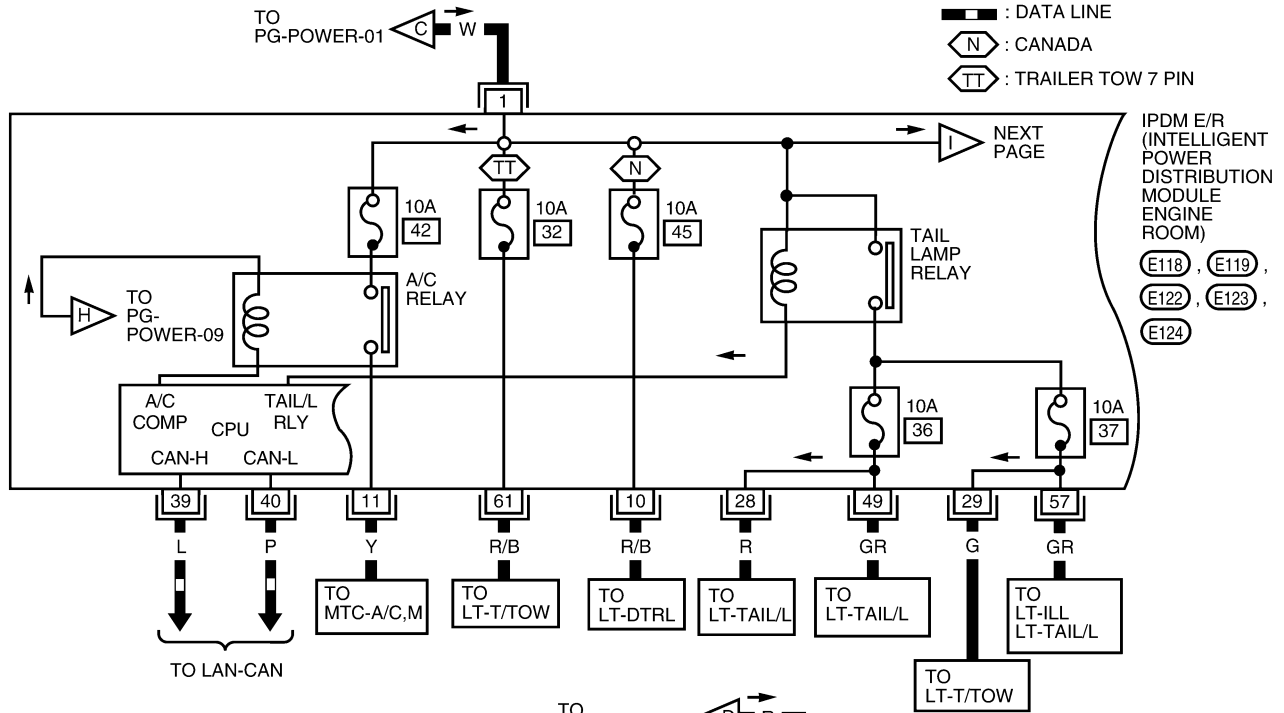 TO
PG-POWER-01
C
W
: DATA LINE
N : CANADA
TT : TRAILER TOW 7 PIN
1
I
NEXT
PAGE
IPDM E/R
(INTELLIGENT
POWER
DISTRIBUTION
MODULE
ENGINE
ROOM)
E118 , E119 ,
E122 , E123 ,
E124
TT
N
10A
42
10A
32
10A
45
TAIL
LAMP
RELAY
A/C
RELAY
H
TO
PG-
POWER-09
A/C
COMP
TAIL/L
RLY
CPU
CAN-H
CAN-L
10A
36
10A
37
39 40 11 61 10 28 49 29 57
L P Y R/B R/B R GR G GR
TO
MTC-A/C,M
TO
LT-T/TOW
TO
LT-DTRL
TO
LT-TAIL/L
TO
LT-TAIL/L
TO
LT-ILL
LT-TAIL/L
TO LAN-CAN
TO
LT-T/TOW
TO